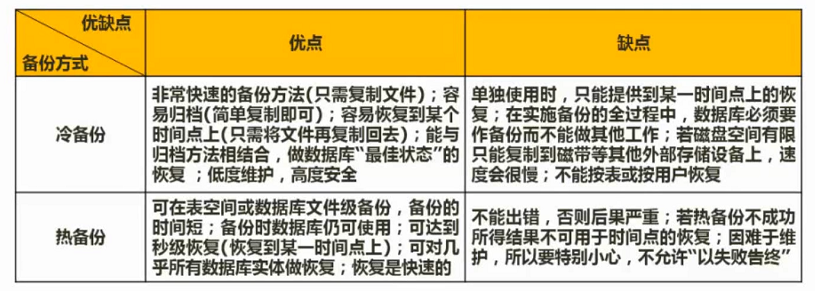 优缺点
备份方式
优点
缺点
冷备份
非常快速的备份方法(只需复制文件)；容
易归档(简单复制即可)；容易恢复到某个
时间点上(只需将文件再复制回去)；能与
归档方法相结合，做数据库“最佳状态”的
恢复 ；低度维护，高度安全
单独使用时，只能提供到某一时间点上的恢
复；在实施备份的全过程中，数据库必须要
作备份而不能做其他工作；若磁盘空间有限
只能复制到磁带等其他外部存储设备上，速
度会很慢；不能按表或按用户恢复
热备份
可在表空间或数据库文件级备份，备份的
时间短；备份时数据库仍可使用；可达到
秒级恢复(恢复到某一时间点上)；可对几
乎所有数据库实体做恢复；恢复是快速的
不能出错，否则后果严重；若热备份不成功
所得结果不可用于时间点的恢复；困难于维
护，所以要特别小心，不允许“以失败告终”